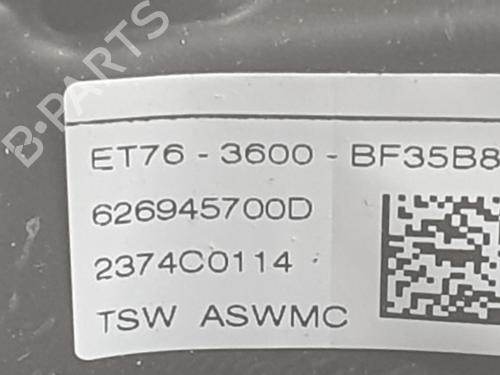 B-PARTS
ET76 - 3600 - BF35B8
626945700D
2374C0114
TSW ASWMC